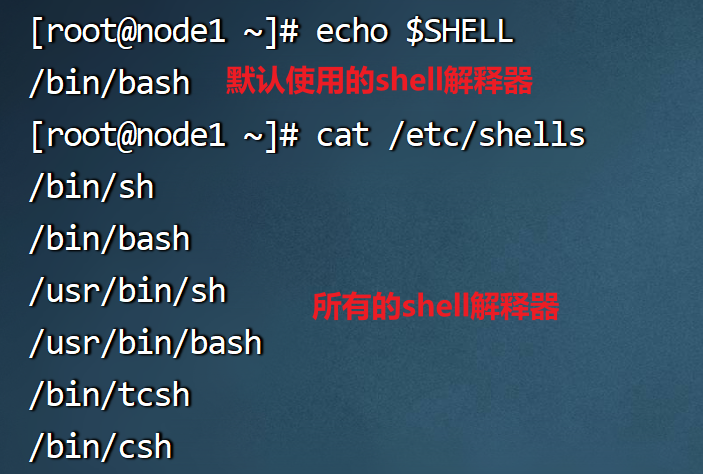 [root@node1 ~]# echo $SHELL
/bin/bash 默认使用的shell解释器
[root@node1 ~]# cat /etc/shells
/bin/sh
/bin/bash
/usr/bin/sh 所有的shell解释器
/usr/bin/bash
/bin/tcsh
/bin/csh